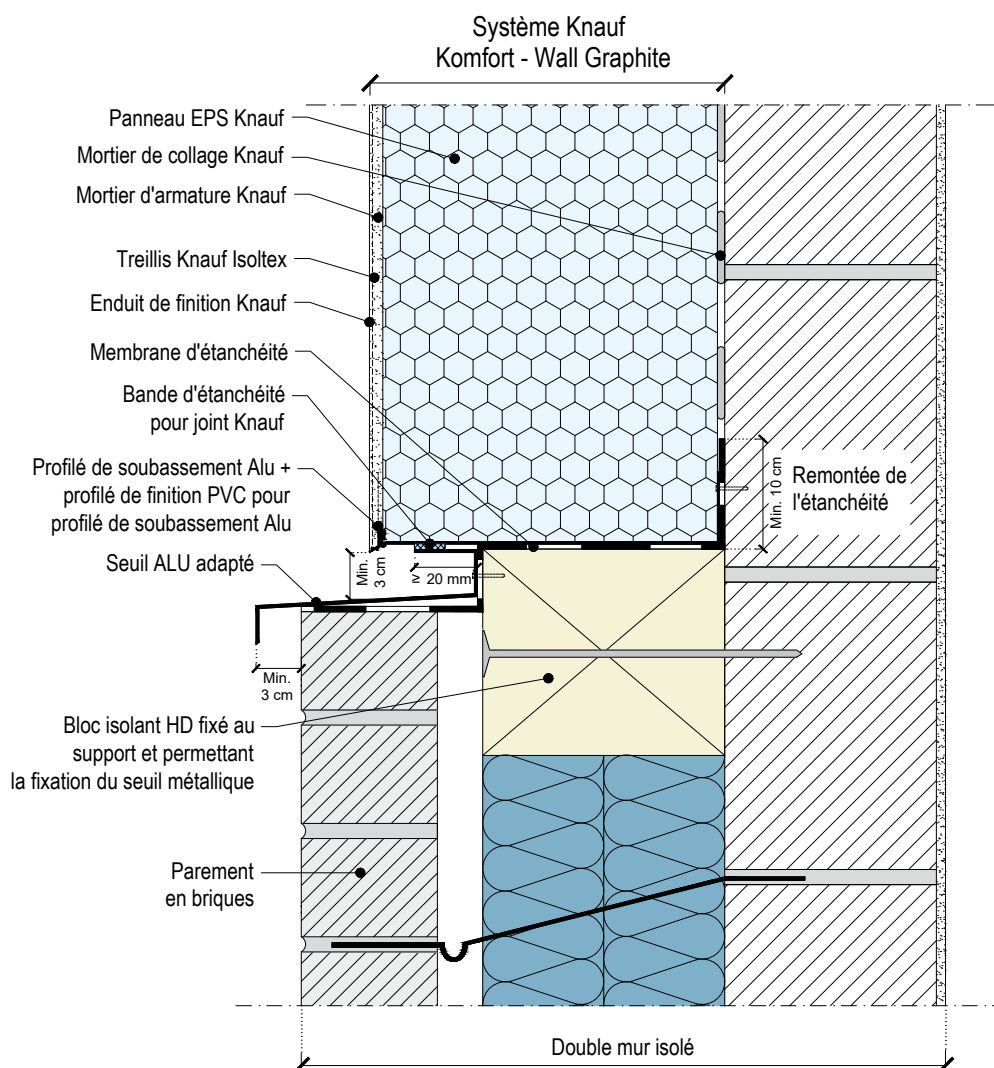 Système Knauf
Komfort - Wall Graphite
Panneau EPS Knauf
Mortier de collage Knauf
Mortier d'armature Knauf
Treillis Knauf Isoltex
Enduit de finition Knauf
Membrane d'étanchéité
Bande d'étanchéité
pour joint Knauf
Profilé de soubassement Alu +
profilé de finition PVC pour
profilé de soubassement Alu
Seuil ALU adapté
Min. 10 cm
Remontée de
l'étanchéité
Min.
3 cm
≥ 20 mm
Min.
3 cm
Bloc isolant HD fixé au
support et permettant
la fixation du seuil métallique
Parement
en briques
Double mur isolé